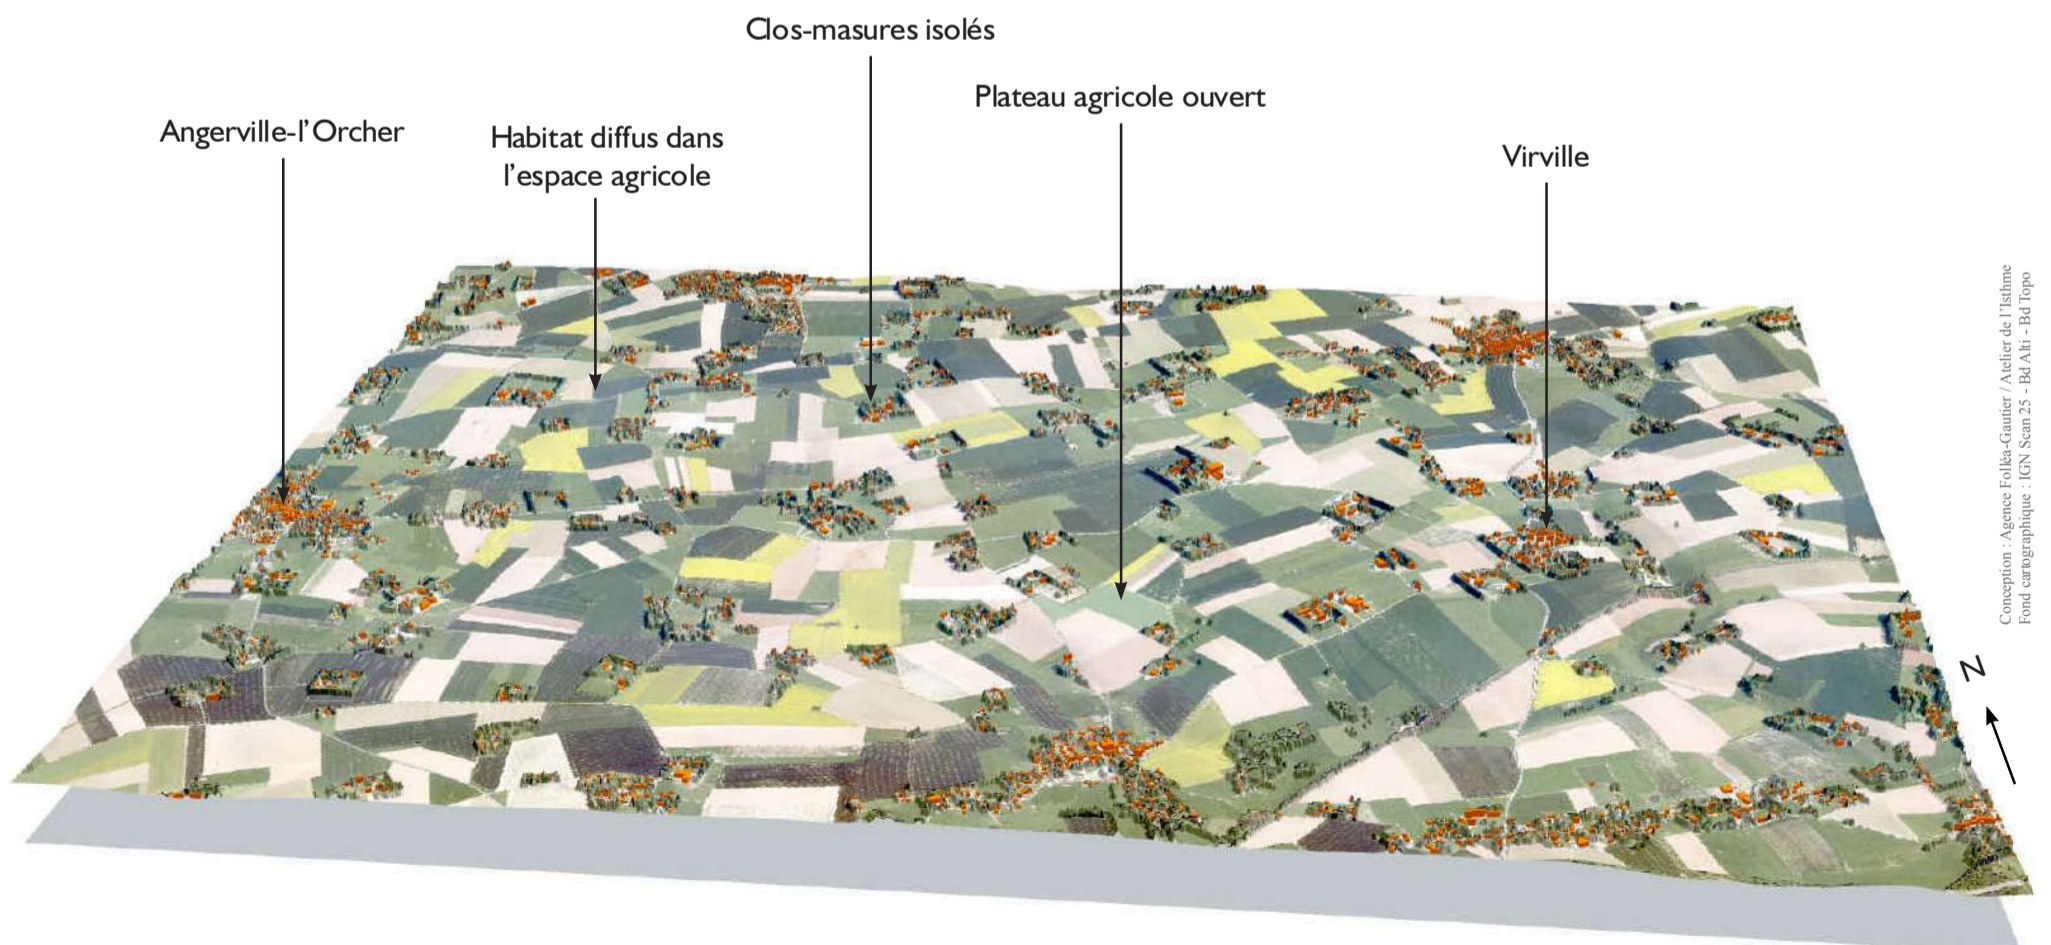 Clos-masures isolés
Plateau agricole ouvert
Angerville-l'Orcher
Habitat diffus dans
l'espace agricole
Virville
Conception : Agence Folléa-Gautier / Atelier de l'Isthme
Fond cartographique : IGN Scan 25 - Bd Alti - Bd Topo
N